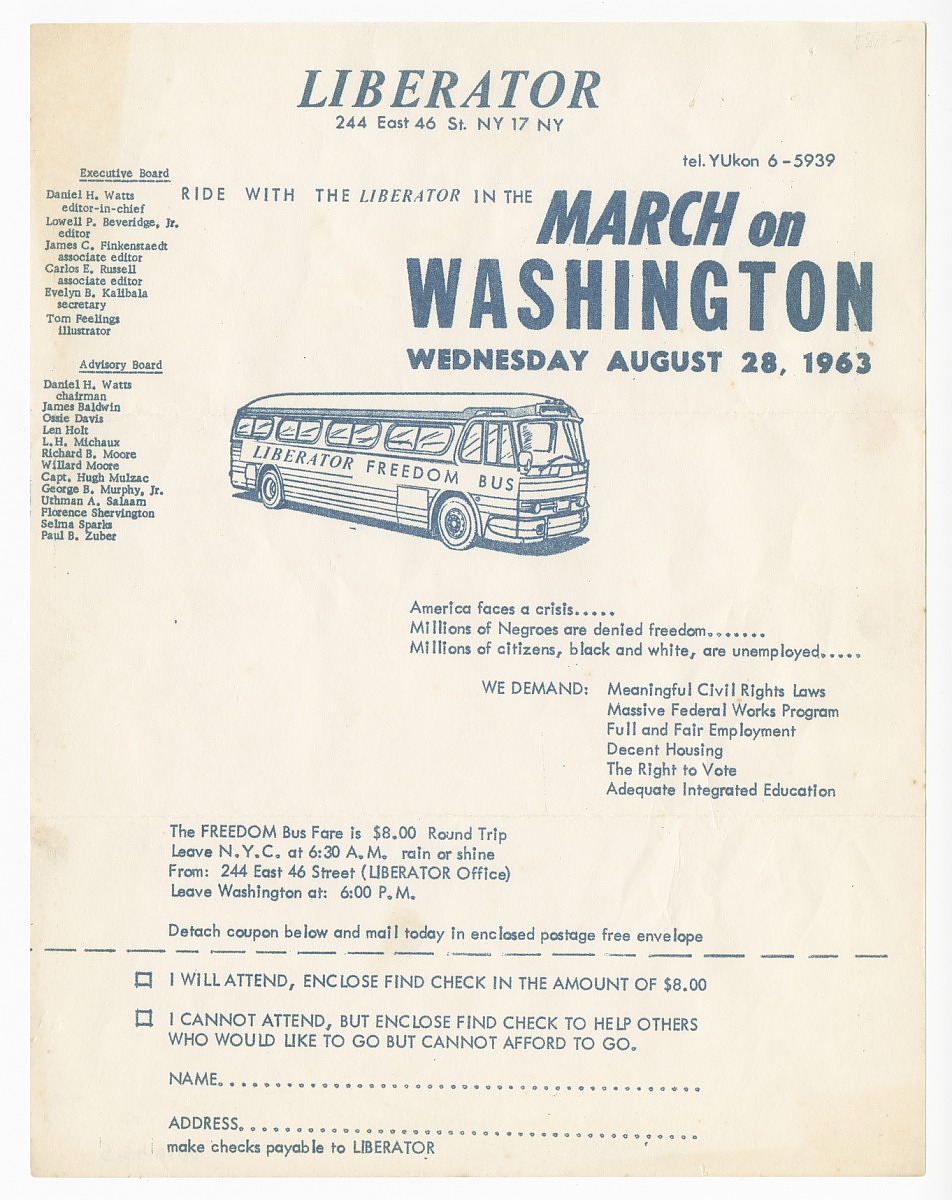 LIBERATOR
244 East 46 St. NY 17 NY
tel. YUkon 6-5939
Executive Board
Daniel H. Watts
editor-in-chief
Lowell P. Beveridge, Jr.
editor
James C. Finkenstaedt
associate editor
Carlos E. Russell
associate editor
Evelyn B. Kalibala
secretary
Tom Feelings
illustrator
Advisory Board
Daniel H. Watts
chairman
James Baldwin
Ossie Davis
Len Holt
L.H. Michaux
Richard B. Moore
Willard Moore
Capt. Hugh Mulzac
George B. Murphy, Jr.
Uthman A. Salaam
Florence Shervington
Selma Sparks
Paul B. Zuber
RIDE WITH THE LIBERATOR IN THE
MARCH on
WASHINGTON
WEDNESDAY AUGUST 28, 1963
LIBERATOR FREEDOM BUS
America faces a crisis.....
Millions of Negroes are denied freedom.......
Millions of citizens, black and white, are unemployed.....
WE DEMAND: Meaningful Civil Rights Laws
Massive Federal Works Program
Full and Fair Employment
Decent Housing
The Right to Vote
Adequate Integrated Education
The FREEDOM Bus Fare is $8.00 Round Trip
Leave N.Y.C. at 6:30 A.M. rain or shine
From: 244 East 46 Street (LIBERATOR Office)
Leave Washington at: 6:00 P.M.
Detach coupon below and mail today in enclosed postage free envelope
I WILL ATTEND, ENCLOSE FIND CHECK IN THE AMOUNT OF $8.00
I CANNOT ATTEND, BUT ENCLOSE FIND CHECK TO HELP OTHERS
WHO WOULD LIKE TO GO BUT CANNOT AFFORD TO GO.
NAME................................................
ADDRESS..............................................
make checks payable to LIBERATOR